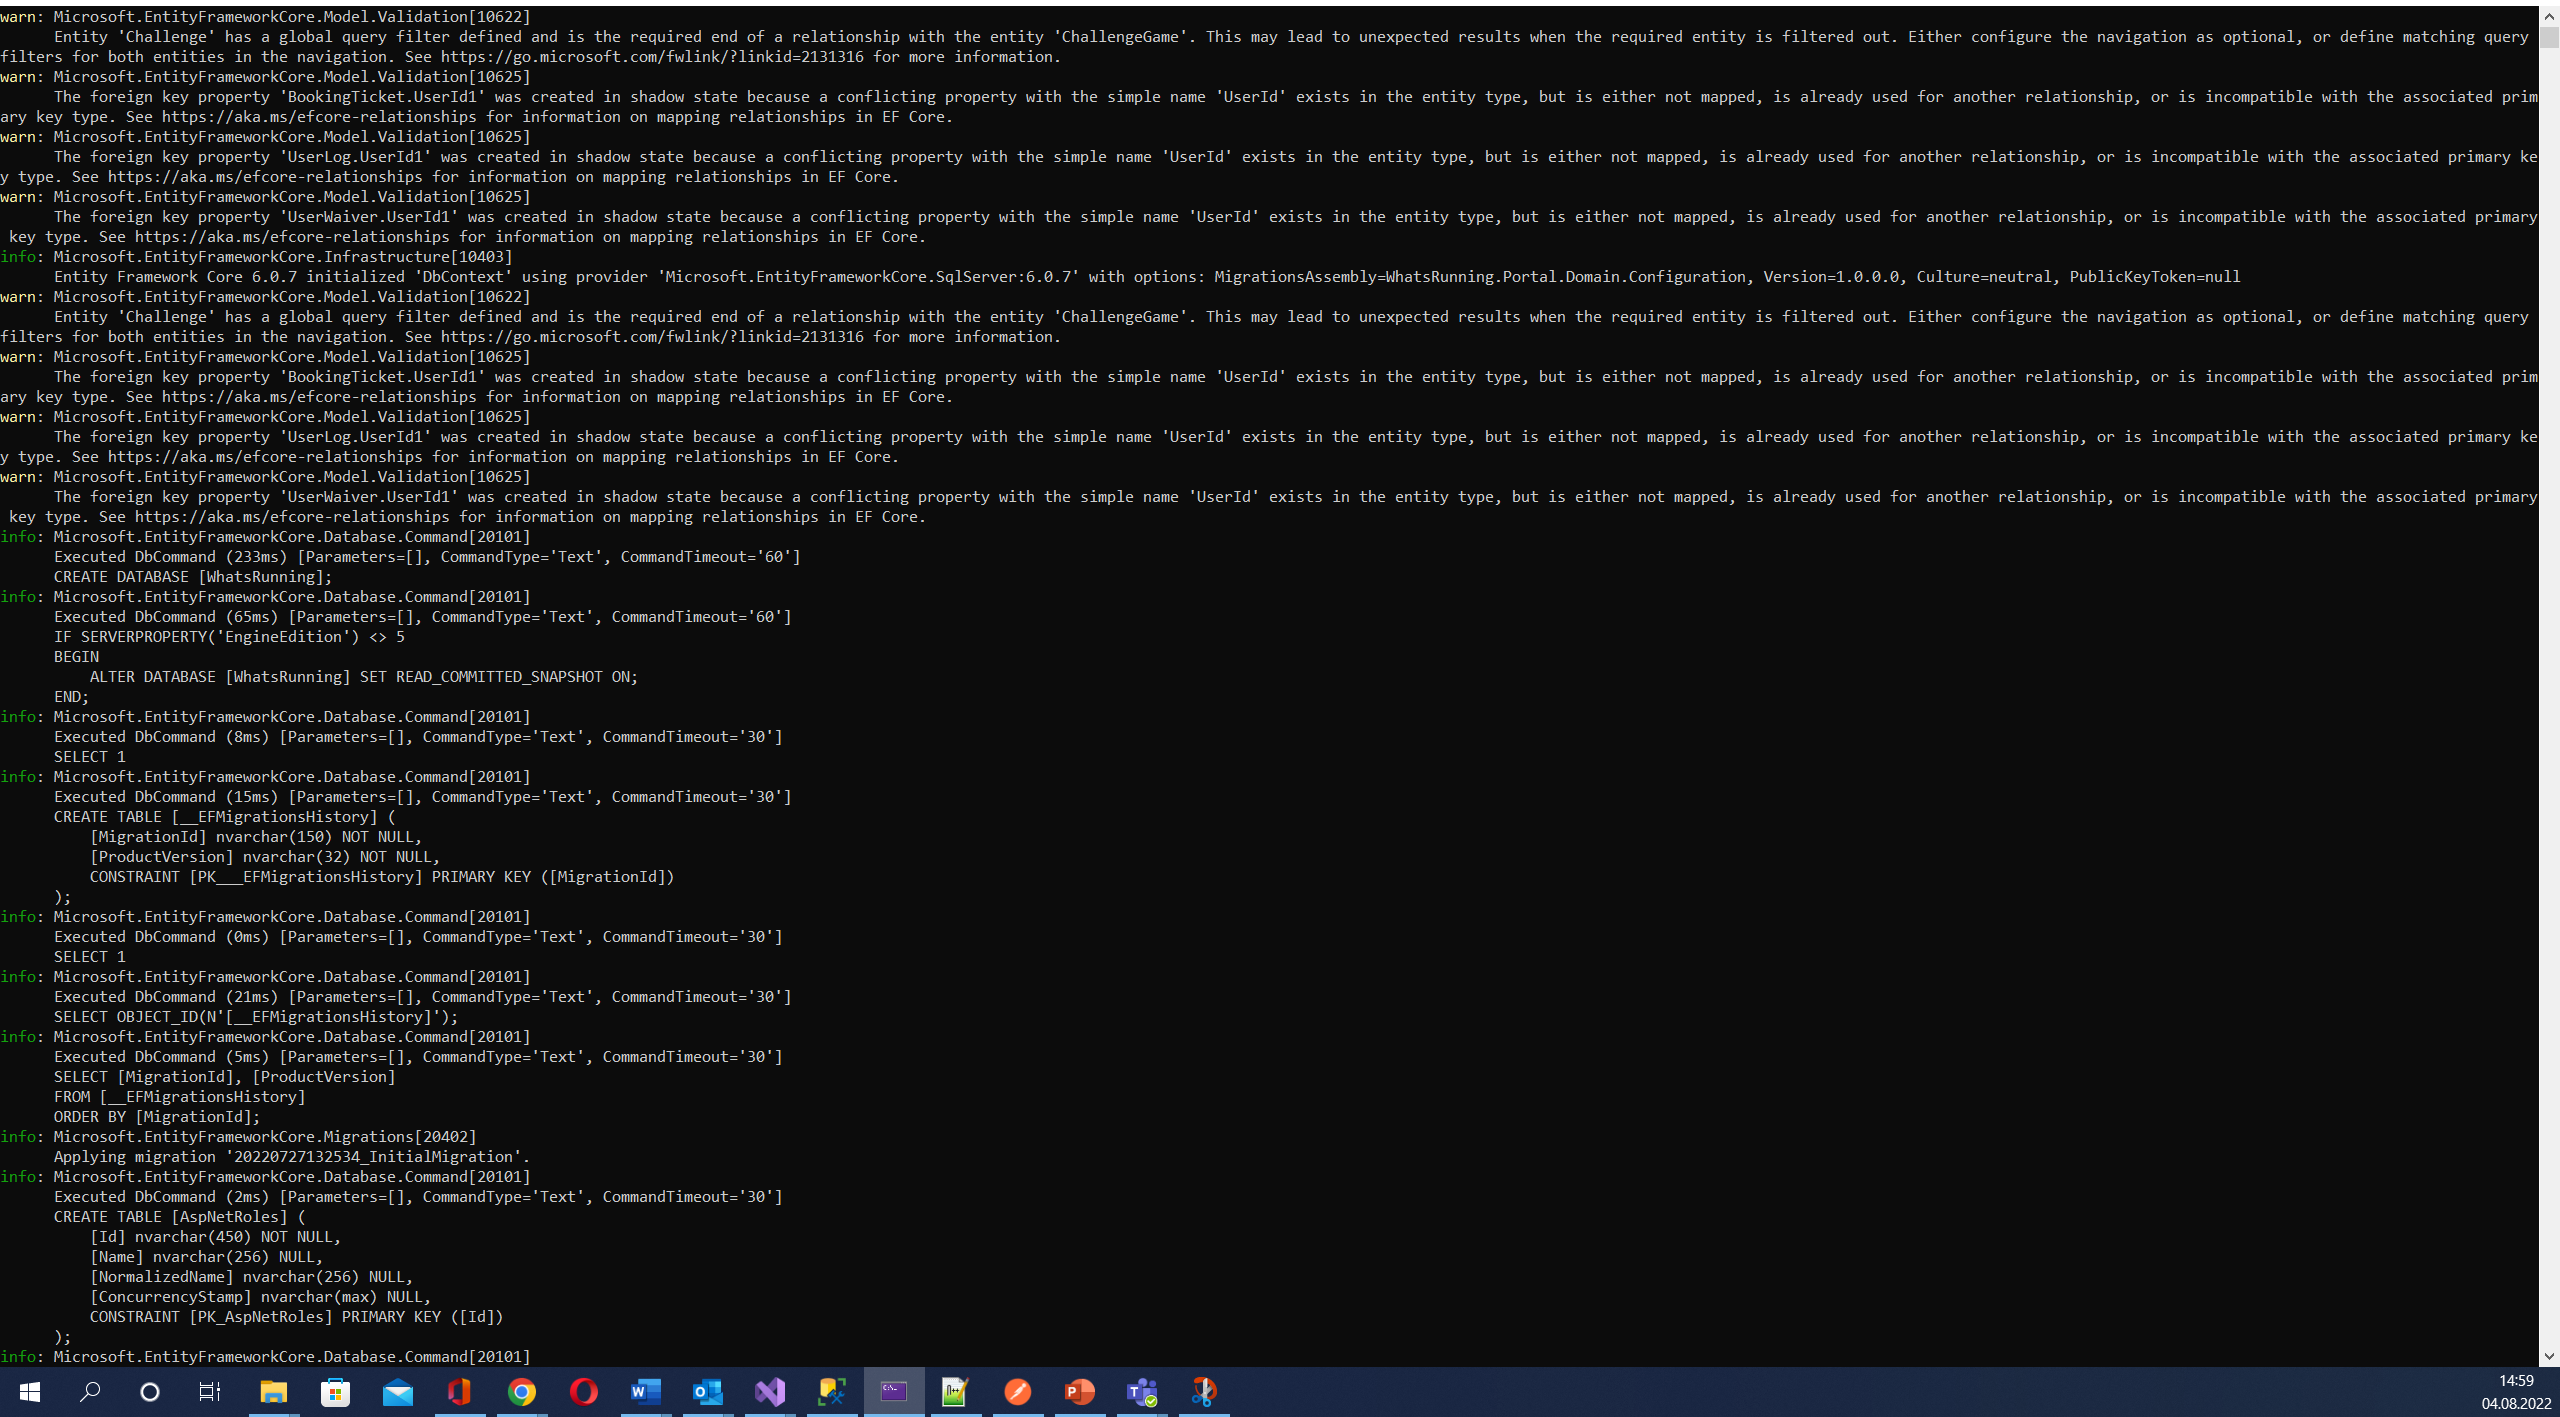 warn: Microsoft.EntityFrameworkCore.Model.Validation[10622]
      Entity 'Challenge' has a global query filter defined and is the required end of a relationship with the entity 'ChallengeGame'. This may lead to unexpected results when the required entity is filtered out. Either configure the navigation as optional, or define matching query
filters for both entities in the navigation. See https://go.microsoft.com/fwlink/?linkid=2131316 for more information.
warn: Microsoft.EntityFrameworkCore.Model.Validation[10625]
      The foreign key property 'BookingTicket.UserId1' was created in shadow state because a conflicting property with the simple name 'UserId' exists in the entity type, but is either not mapped, is already used for another relationship, or is incompatible with the associated prim
ary key type. See https://aka.ms/efcore-relationships for information on mapping relationships in EF Core.
warn: Microsoft.EntityFrameworkCore.Model.Validation[10625]
      The foreign key property 'UserLog.UserId1' was created in shadow state because a conflicting property with the simple name 'UserId' exists in the entity type, but is either not mapped, is already used for another relationship, or is incompatible with the associated primary ke
y type. See https://aka.ms/efcore-relationships for information on mapping relationships in EF Core.
warn: Microsoft.EntityFrameworkCore.Model.Validation[10625]
      The foreign key property 'UserWaiver.UserId1' was created in shadow state because a conflicting property with the simple name 'UserId' exists in the entity type, but is either not mapped, is already used for another relationship, or is incompatible with the associated primary
 key type. See https://aka.ms/efcore-relationships for information on mapping relationships in EF Core.
info: Microsoft.EntityFrameworkCore.Infrastructure[10403]
      Entity Framework Core 6.0.7 initialized 'DbContext' using provider 'Microsoft.EntityFrameworkCore.SqlServer:6.0.7' with options: MigrationsAssembly=WhatsRunning.Portal.Domain.Configuration, Version=1.0.0.0, Culture=neutral, PublicKeyToken=null
warn: Microsoft.EntityFrameworkCore.Model.Validation[10622]
      Entity 'Challenge' has a global query filter defined and is the required end of a relationship with the entity 'ChallengeGame'. This may lead to unexpected results when the required entity is filtered out. Either configure the navigation as optional, or define matching query
filters for both entities in the navigation. See https://go.microsoft.com/fwlink/?linkid=2131316 for more information.
warn: Microsoft.EntityFrameworkCore.Model.Validation[10625]
      The foreign key property 'BookingTicket.UserId1' was created in shadow state because a conflicting property with the simple name 'UserId' exists in the entity type, but is either not mapped, is already used for another relationship, or is incompatible with the associated prim
ary key type. See https://aka.ms/efcore-relationships for information on mapping relationships in EF Core.
warn: Microsoft.EntityFrameworkCore.Model.Validation[10625]
      The foreign key property 'UserLog.UserId1' was created in shadow state because a conflicting property with the simple name 'UserId' exists in the entity type, but is either not mapped, is already used for another relationship, or is incompatible with the associated primary ke
y type. See https://aka.ms/efcore-relationships for information on mapping relationships in EF Core.
warn: Microsoft.EntityFrameworkCore.Model.Validation[10625]
      The foreign key property 'UserWaiver.UserId1' was created in shadow state because a conflicting property with the simple name 'UserId' exists in the entity type, but is either not mapped, is already used for another relationship, or is incompatible with the associated primary
 key type. See https://aka.ms/efcore-relationships for information on mapping relationships in EF Core.
info: Microsoft.EntityFrameworkCore.Database.Command[20101]
      Executed DbCommand (233ms) [Parameters=[], CommandType='Text', CommandTimeout='60']
      CREATE DATABASE [WhatsRunning];
info: Microsoft.EntityFrameworkCore.Database.Command[20101]
      Executed DbCommand (65ms) [Parameters=[], CommandType='Text', CommandTimeout='60']
      IF SERVERPROPERTY('EngineEdition') <> 5
      BEGIN
          ALTER DATABASE [WhatsRunning] SET READ_COMMITTED_SNAPSHOT ON;
      END;
info: Microsoft.EntityFrameworkCore.Database.Command[20101]
      Executed DbCommand (8ms) [Parameters=[], CommandType='Text', CommandTimeout='30']
      SELECT 1
info: Microsoft.EntityFrameworkCore.Database.Command[20101]
      Executed DbCommand (15ms) [Parameters=[], CommandType='Text', CommandTimeout='30']
      CREATE TABLE [__EFMigrationsHistory] (
          [MigrationId] nvarchar(150) NOT NULL,
          [ProductVersion] nvarchar(32) NOT NULL,
          CONSTRAINT [PK___EFMigrationsHistory] PRIMARY KEY ([MigrationId])
      );
info: Microsoft.EntityFrameworkCore.Database.Command[20101]
      Executed DbCommand (0ms) [Parameters=[], CommandType='Text', CommandTimeout='30']
      SELECT 1
info: Microsoft.EntityFrameworkCore.Database.Command[20101]
      Executed DbCommand (21ms) [Parameters=[], CommandType='Text', CommandTimeout='30']
      SELECT OBJECT_ID(N'[__EFMigrationsHistory]');
info: Microsoft.EntityFrameworkCore.Database.Command[20101]
      Executed DbCommand (5ms) [Parameters=[], CommandType='Text', CommandTimeout='30']
      SELECT [MigrationId], [ProductVersion]
      FROM [__EFMigrationsHistory]
      ORDER BY [MigrationId];
info: Microsoft.EntityFrameworkCore.Migrations[20402]
      Applying migration '20220727132534_InitialMigration'.
info: Microsoft.EntityFrameworkCore.Database.Command[20101]
      Executed DbCommand (2ms) [Parameters=[], CommandType='Text', CommandTimeout='30']
      CREATE TABLE [AspNetRoles] (
          [Id] nvarchar(450) NOT NULL,
          [Name] nvarchar(256) NULL,
          [NormalizedName] nvarchar(256) NULL,
          [ConcurrencyStamp] nvarchar(max) NULL,
          CONSTRAINT [PK_AspNetRoles] PRIMARY KEY ([Id])
      );
info: Microsoft.EntityFrameworkCore.Database.Command[20101]
14:59
04.08.2022